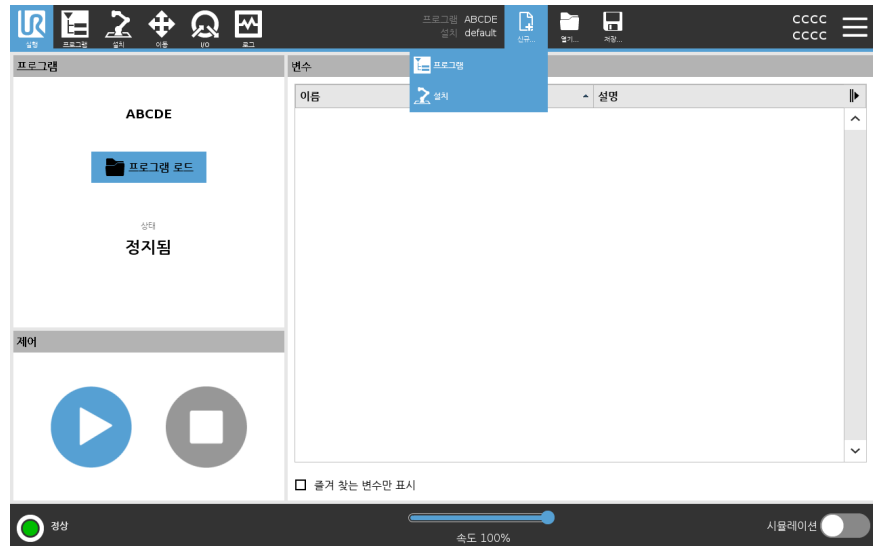 UR
실행
프로그램
설치
이동
I/O
로그
프로그램 ABCDE
설치 default
신규...
열기...
저장...
CCCC
CCCC
프로그램
설치
프로그램
ABCDE
프로그램 로드
상태
정지됨
제어
변수
이름
설명
즐겨 찾는 변수만 표시
정상
속도 100%
시뮬레이션